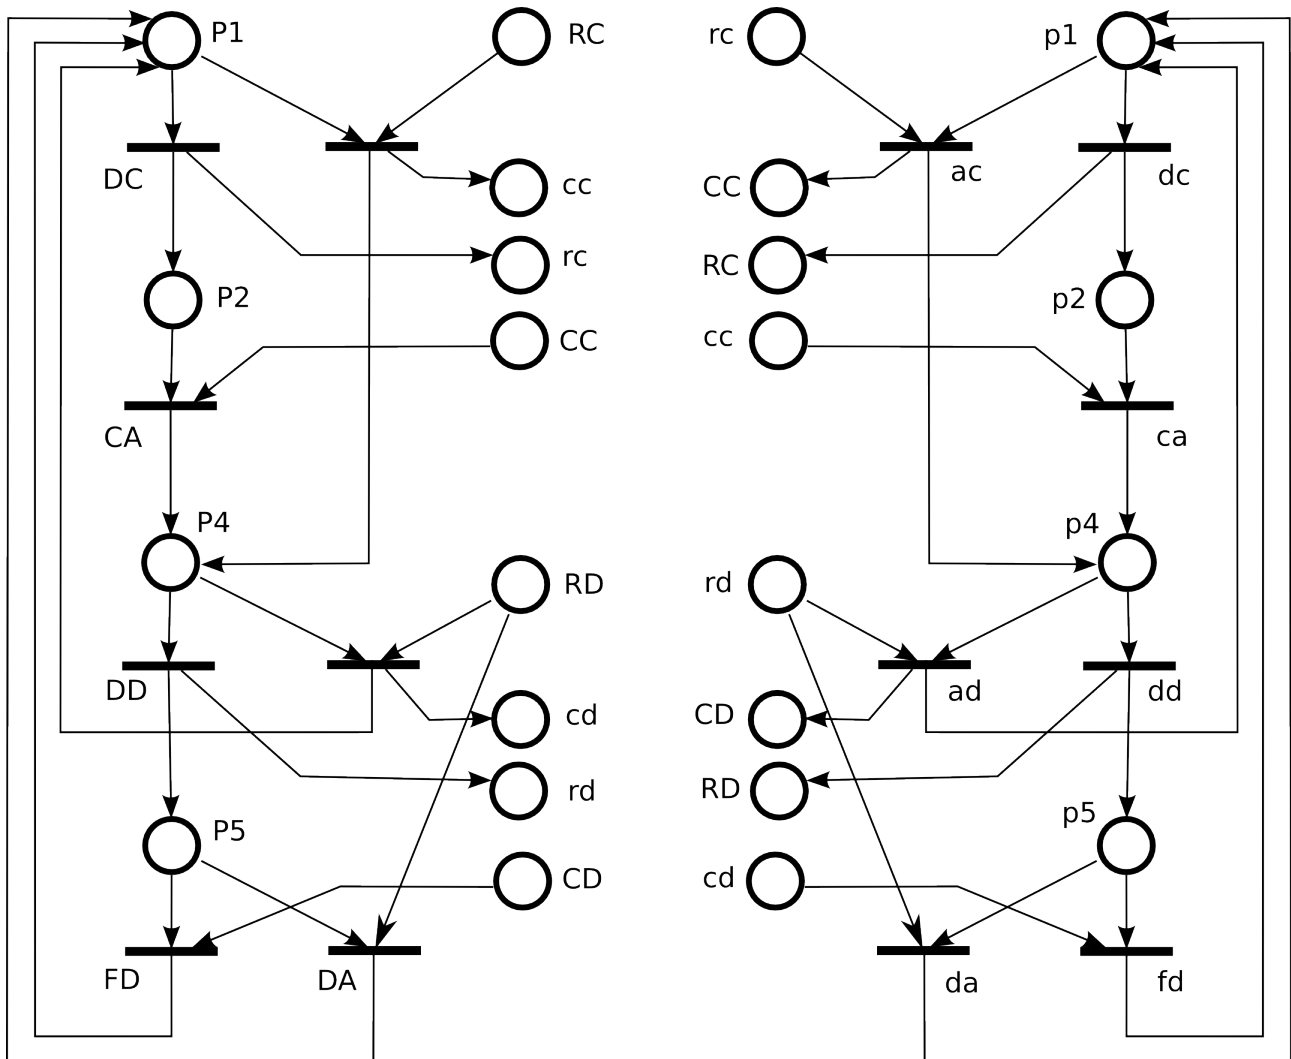 P1 RC rc p1
DC cc CC ac dc
rc RC
P2 CC cc p2
CA ca
P4 p4
RD rd
DD cd CD ad dd
rd RD
P5 p5
CD cd
FD DA da fd